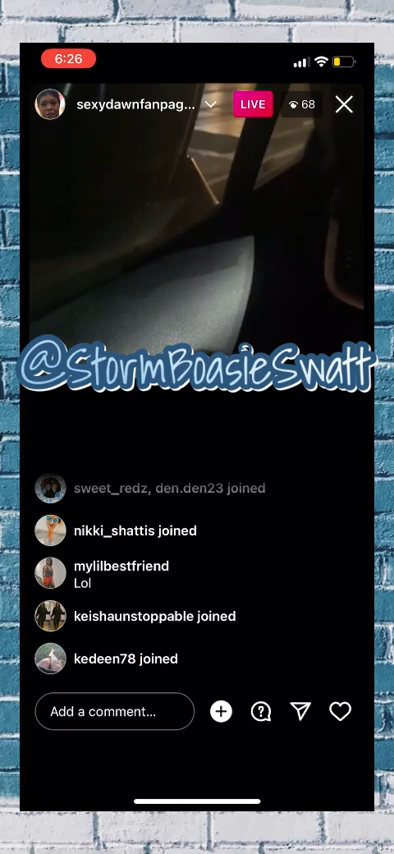 6:26
sexydawnfanpag...
LIVE
68
@StormBoasieSwatt
sweet_redz, den.den23 joined
nikki_shattis joined
mylilbestfriend
Lol
keishaunstoppable joined
kedeen78 joined
Add a comment...